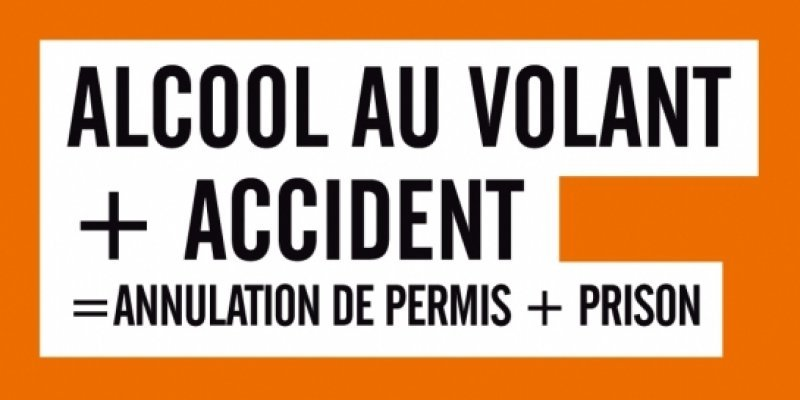 ALCOOL AU VOLANT
+ ACCIDENT
=ANNULATION DE PERMIS + PRISON